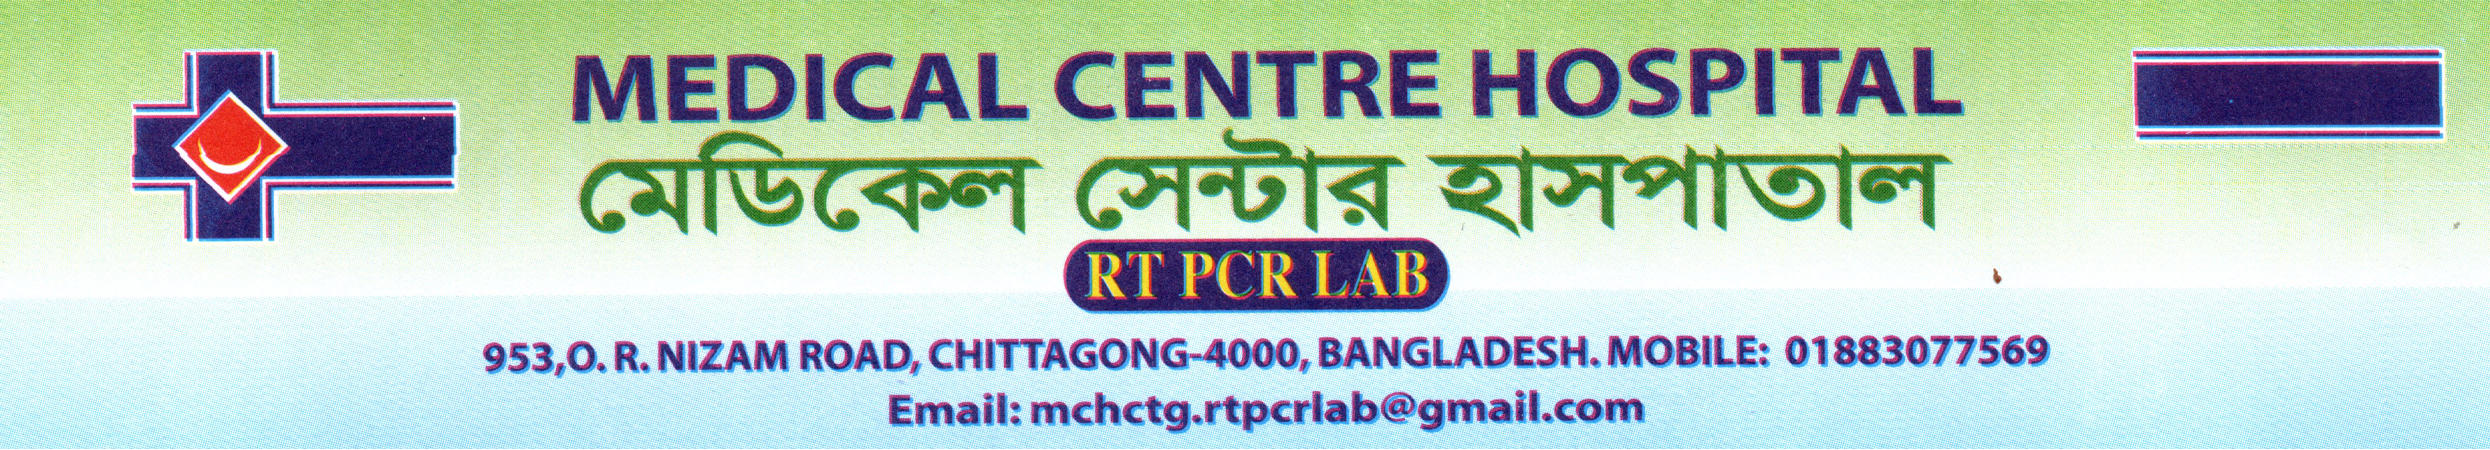 MEDICAL CENTRE HOSPITAL
মেডিকেল সেন্টার হাসপাতাল
RT PCR LAB
953,O. R. NIZAM ROAD, CHITTAGONG-4000, BANGLADESH. MOBILE: 01883077569
Email: mchctg.rtpcrlab@gmail.com